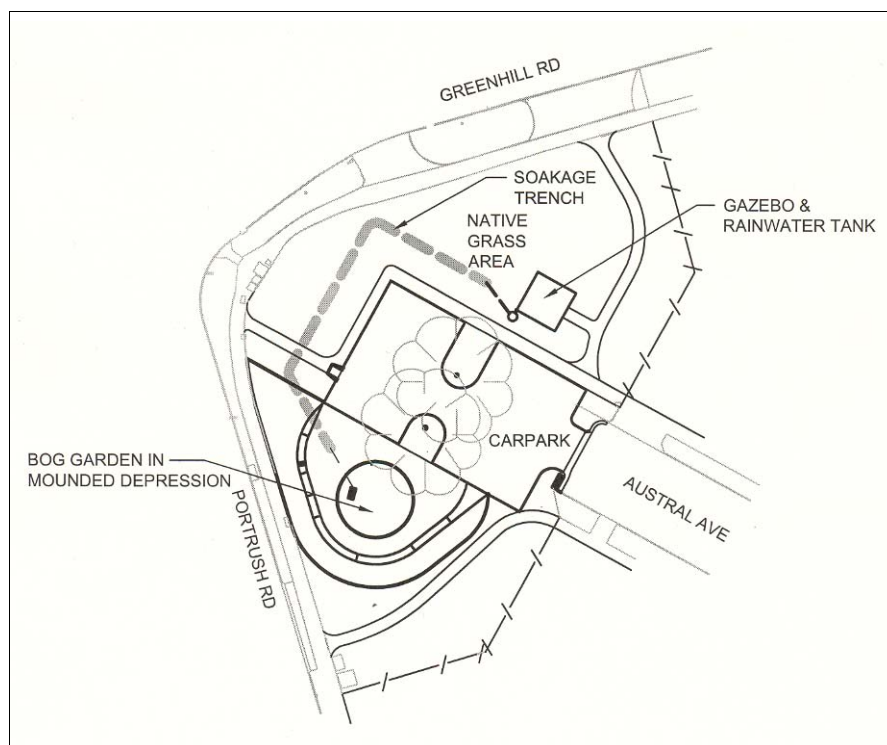 GREENHILL RD
SOAKAGE
TRENCH
NATIVE
GRASS
AREA
GAZEBO &
RAINWATER TANK
CARPARK
BOG GARDEN IN
MOUNDED DEPRESSION
AUSTRAL AVE
PORTRUSH RD